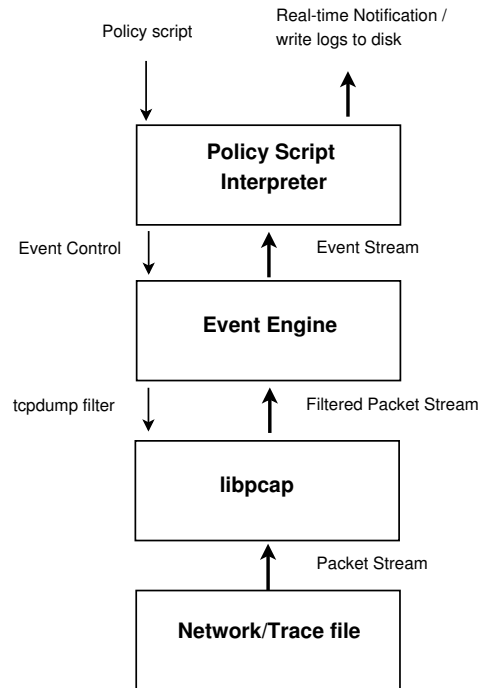 Policy script
Real-time Notification /
write logs to disk
Policy Script
Interpreter
Event Control
Event Stream
Event Engine
tcpdump filter
Filtered Packet Stream
libpcap
Packet Stream
Network/Trace file